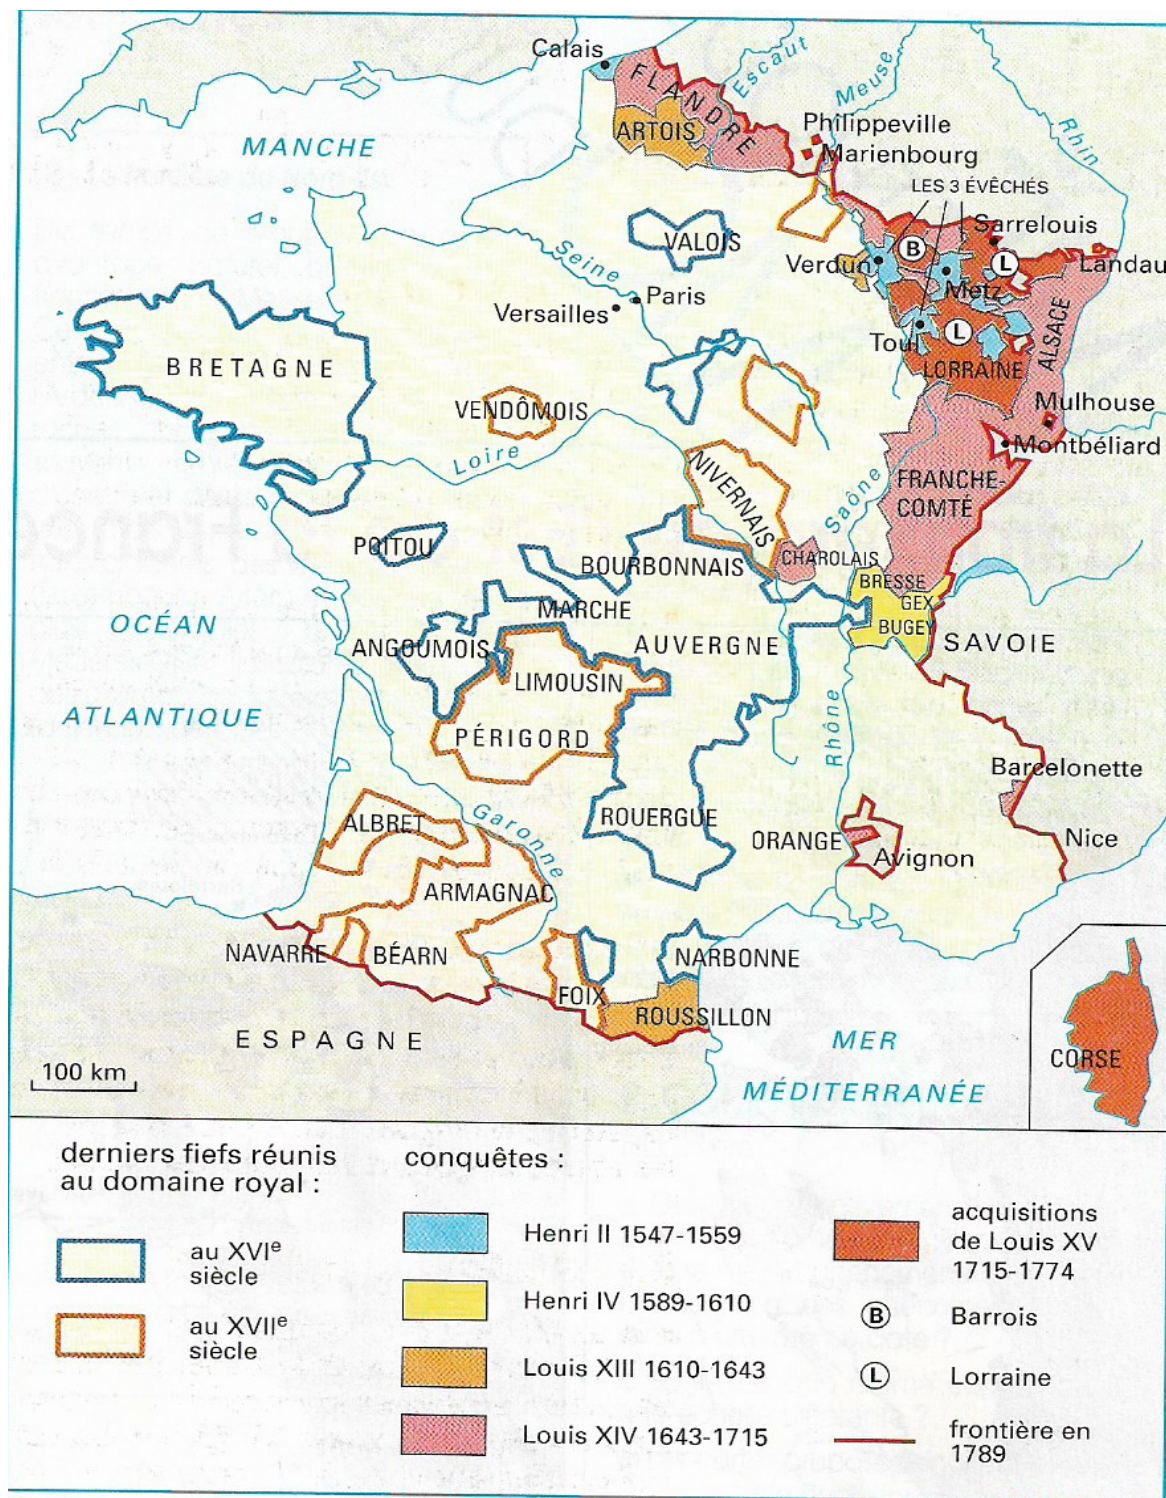 Calais
FLANDRE
Escaut
Meuse
Rhin
ARTOIS
Philippeville
Marienbourg
MANCHE
LES 3 ÉVÊCHÉS
Sarrelouis
VALOIS
B
L
Verdun
Landau
Metz
Seine
Paris
Versailles
Toul
L
ALSACE
LORRAINE
BRETAGNE
VENDÔMOIS
Mulhouse
Montbéliard
Loire
NIVERNAIS
Saône
FRANCHE-
COMTÉ
POITOU
CHAROLAIS
BOURBONNAIS
BRESSE
GEX
MARCHE
BUGEY
OCÉAN
ANGOUMOIS
AUVERGNE
SAVOIE
LIMOUSIN
ATLANTIQUE
PÉRIGORD
Rhône
Barcelonette
ALBRET
Garonne
ROUERGUE
ORANGE
Avignon
Nice
ARMAGNAC
NAVARRE
BÉARN
NARBONNE
FOIX
ROUSSILLON
ESPAGNE
MER
MÉDITERRANÉE
CORSE
100 km
derniers fiefs réunis
au domaine royal :
au XVIe
siècle
au XVIIe
siècle
conquêtes :
Henri II 1547-1559
Henri IV 1589-1610
Louis XIII 1610-1643
Louis XIV 1643-1715
acquisitions
de Louis XV
1715-1774
B
Barrois
L
Lorraine
frontière en
1789